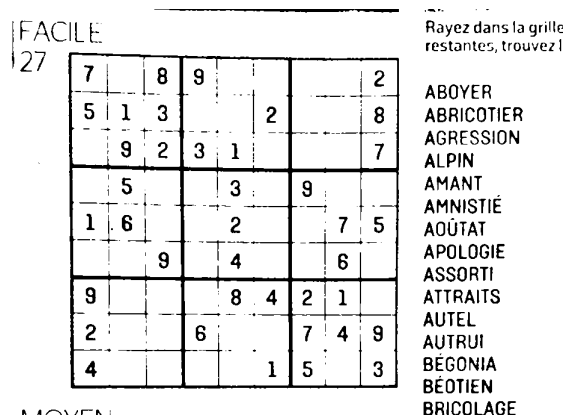 FACILE
27
7 8 9 2
5 1 3 2 8
9 2 3 1 7
5 3 9
1 6 2 7 5
9 4 6
9 8 4 2 1
2 6 7 4 9
4 1 5 3
MOYEN
Rayez dans la grille
restantes, trouvez l
ABOYER
ABRICOTIER
AGRESSION
ALPIN
AMANT
AMNISTIÉ
AOÛTAT
APOLOGIE
ASSORTI
ATTRAITS
AUTEL
AUTRUI
BÉGONIA
BÉOTIEN
BRICOLAGE